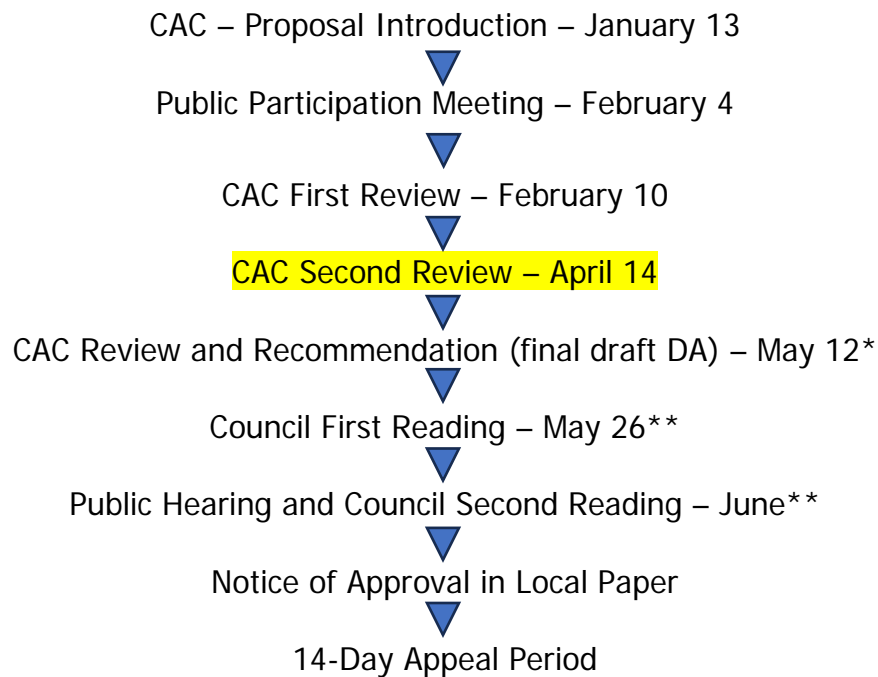 CAC – Proposal Introduction – January 13
Public Participation Meeting – February 4
CAC First Review – February 10
CAC Second Review – April 14
CAC Review and Recommendation (final draft DA) – May 12*
Council First Reading – May 26**
Public Hearing and Council Second Reading – June**
Notice of Approval in Local Paper
14-Day Appeal Period